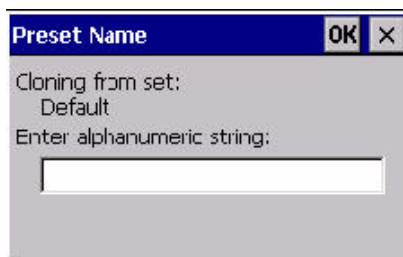 Preset Name OK ×
Cloning from set:
Default
Enter alphanumeric string: